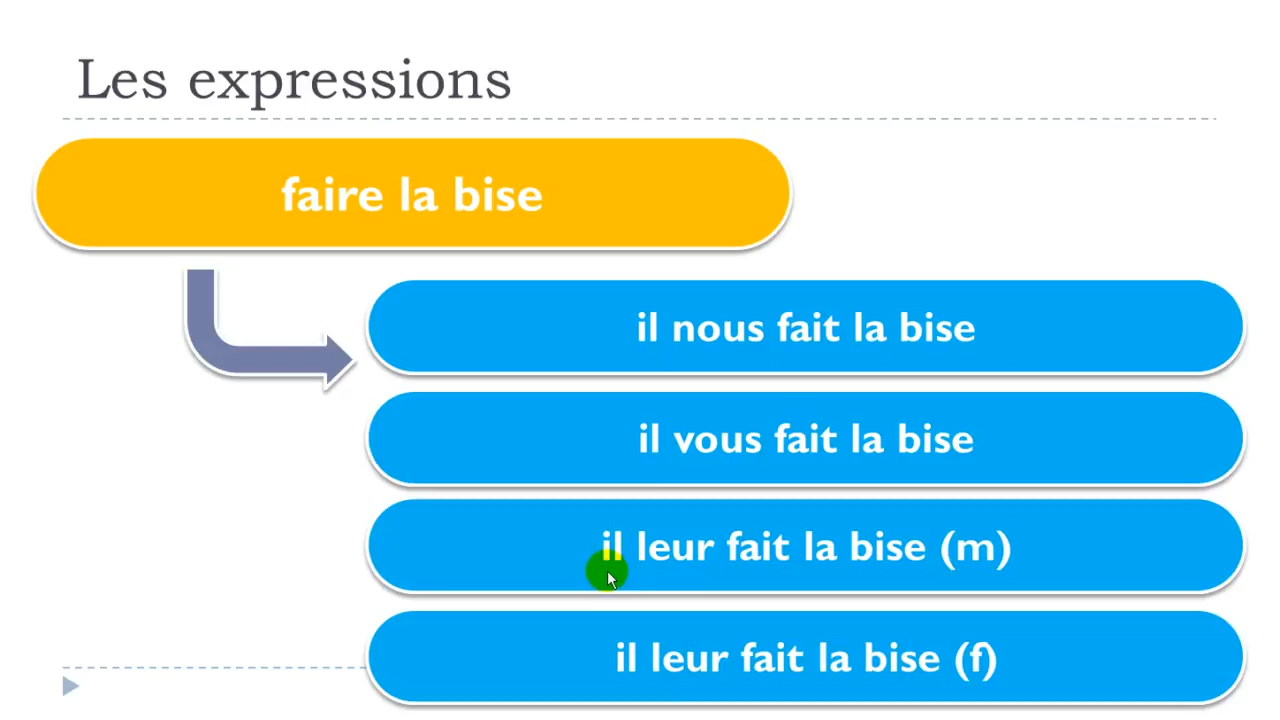 Les expressions
faire la bise
il nous fait la bise
il vous fait la bise
il leur fait la bise (m)
il leur fait la bise (f)